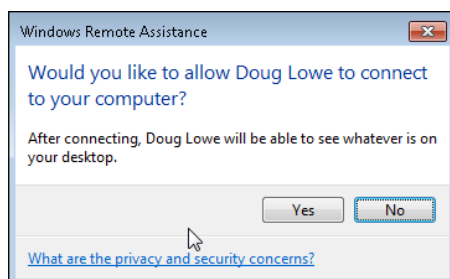 Windows Remote Assistance
Would you like to allow Doug Lowe to connect
to your computer?
After connecting, Doug Lowe will be able to see whatever is on
your desktop.
Yes No
What are the privacy and security concerns?